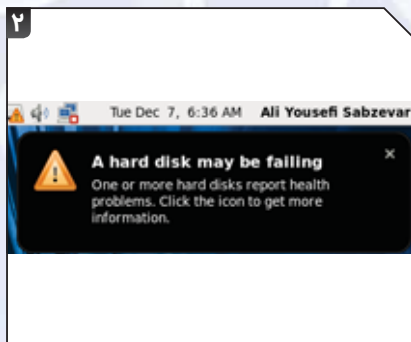 ۲
Tue Dec 7, 6:36 AM Ali Yousefi Sabzevar
A hard disk may be failing
One or more hard disks report health
problems. Click the icon to get more
information.